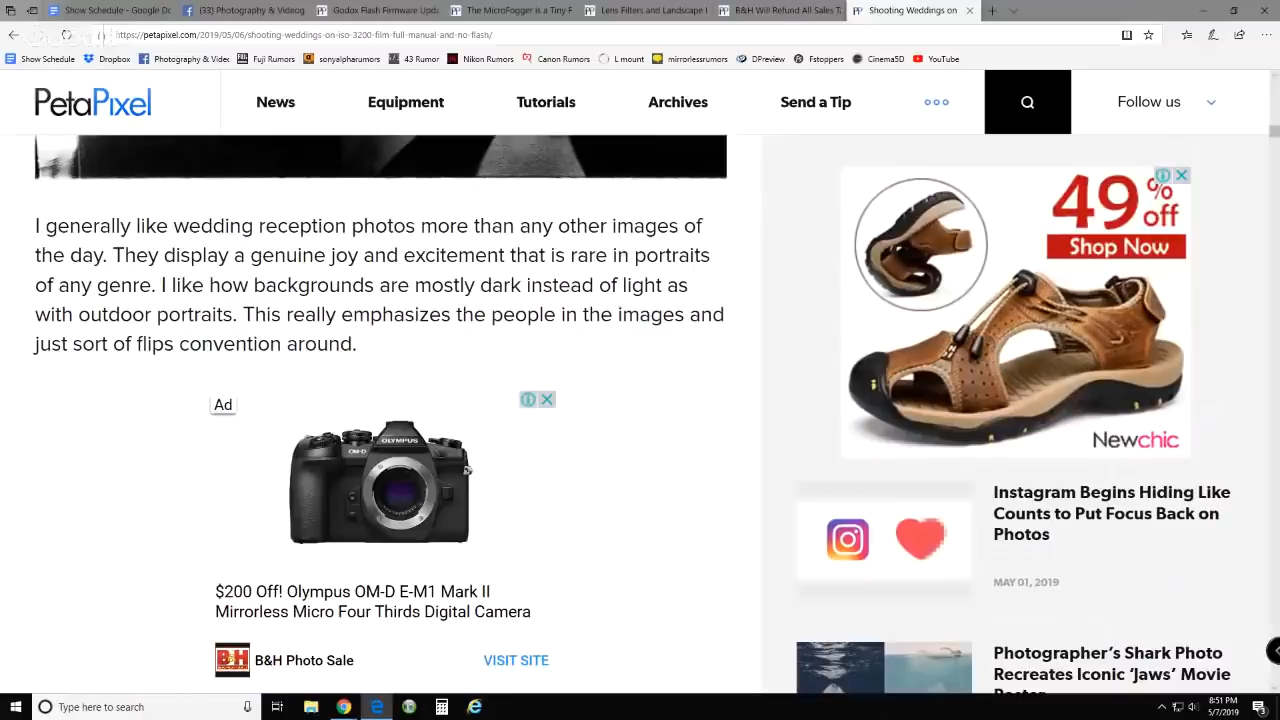 (33) Photography & Video
Godox Flash Firmware Upda
The MicroFogger is a Tiny F
Lens Filters and Landscape I
B&H Will Refund All Sales Ta
Shooting Weddings on
https://petapixel.com/2019/05/06/shooting-weddings-on-iso-3200-film-full-manual-and-no-flash/
Show Schedule Dropbox Photography & Video Fuji Rumors sonyalpharumors 43 Rumor Nikon Rumors Canon Rumors L mount mirrorlessrumors DPreview Fstoppers Cinema5D YouTube
PetaPixel News Equipment Tutorials Archives Send a Tip Follow us
I generally like wedding reception photos more than any other images of
the day. They display a genuine joy and excitement that is rare in portraits
of any genre. I like how backgrounds are mostly dark instead of light as
with outdoor portraits. This really emphasizes the people in the images and
just sort of flips convention around.
Ad
OLYMPUS
OM-D
$200 Off! Olympus OM-D E-M1 Mark II
Mirrorless Micro Four Thirds Digital Camera
B&H
B&H Photo Sale
VISIT SITE
49% off
Shop Now
Newchic
Instagram Begins Hiding Like
Counts to Put Focus Back on
Photos
MAY 01, 2019
Photographer's Shark Photo
Recreates Iconic 'Jaws' Movie
Type here to search
8:51 PM
5/7/2019